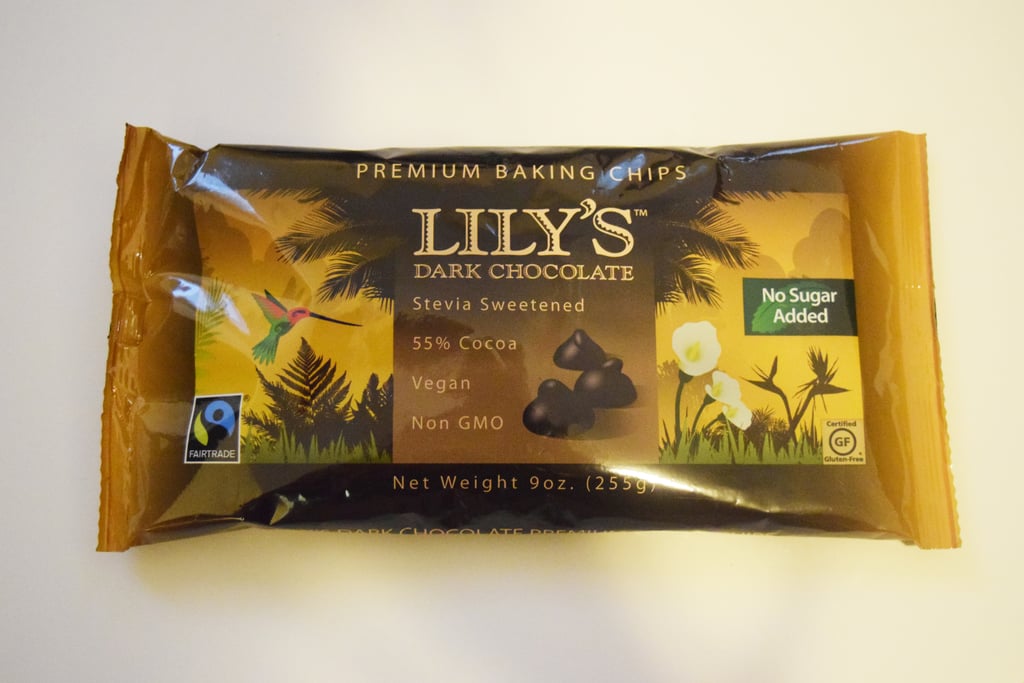 PREMIUM BAKING CHIPS
LILY'S™
DARK CHOCOLATE
Stevia Sweetened
55% Cocoa
Vegan
Non GMO
No Sugar
Added
FAIRTRADE
Certified
GF
Gluten-Free
Net Weight 9oz. (255g)
DARK CHOCOLATE